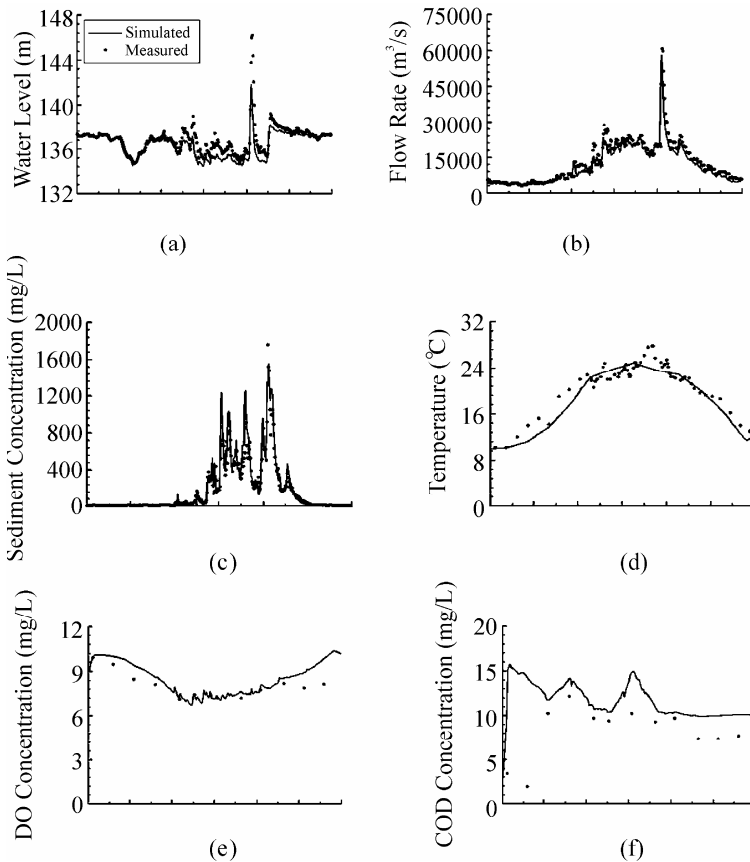 Water Level (m)
148
144
140
136
132
Simulated
Measured
(a)
Flow Rate (m³/s)
75000
60000
45000
30000
15000
0
(b)
Sediment Concentration (mg/L)
2000
1600
1200
800
400
0
(c)
Temperature (℃)
32
24
16
8
0
(d)
DO Concentration (mg/L)
12
9
6
3
0
(e)
COD Concentration (mg/L)
20
15
10
5
0
(f)